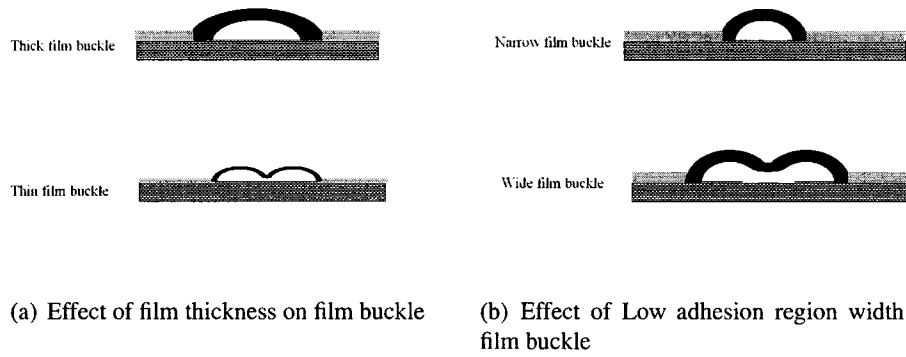 Thick film buckle
Thin film buckle
(a) Effect of film thickness on film buckle
Narrow film buckle
Wide film buckle
(b) Effect of Low adhesion region width
film buckle